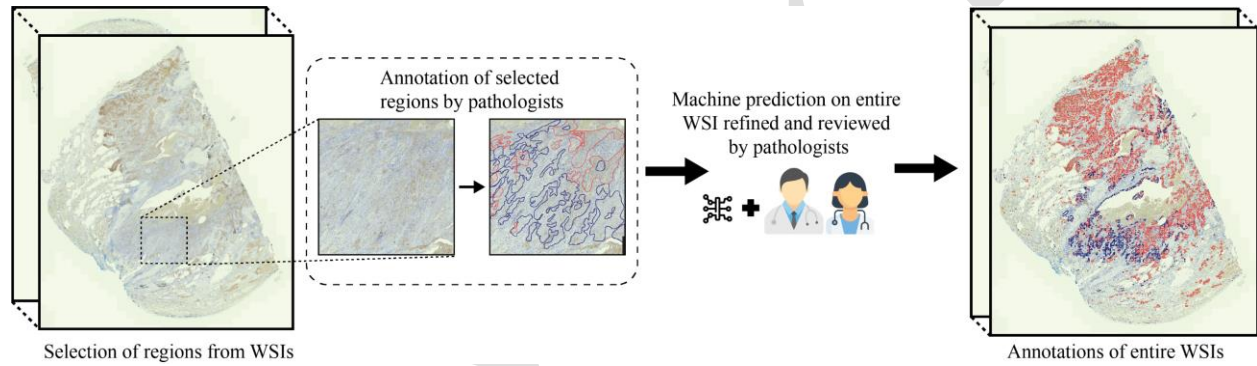 Annotation of selected
regions by pathologists
Machine prediction on entire
WSI refined and reviewed
by pathologists
Selection of regions from WSIs
Annotations of entire WSIs